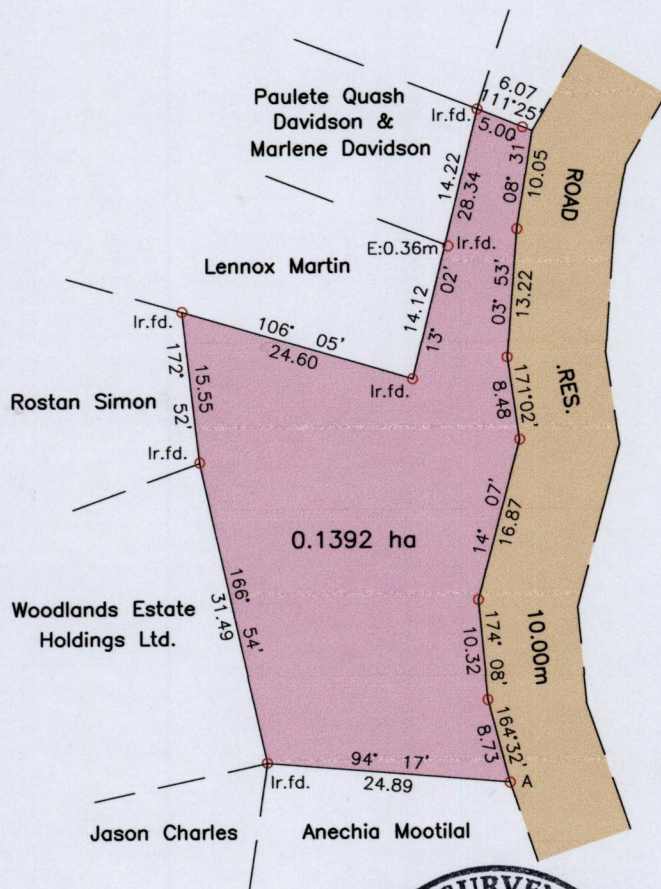 6.07
111°25'
Paulete Quash
Davidson &
Marlene Davidson
Ir.fd.
5.00
08° 31'
10.05
ROAD
14.22
28.34
E:0.36m
Ir.fd.
Lennox Martin
13° 02'
14.12
03° 53'
13.22
Ir.fd.
106° 05'
24.60
Ir.fd.
171°02'
8.48
.RES.
Rostan Simon
172° 52'
15.55
Ir.fd.
14° 07'
16.87
0.1392 ha
Woodlands Estate
Holdings Ltd.
166° 54'
31.49
174° 08'
10.32
10.00m
164°32'
8.73
94° 17'
24.89
Ir.fd.
A
Jason Charles
Anechia Mootilal
SURVEY